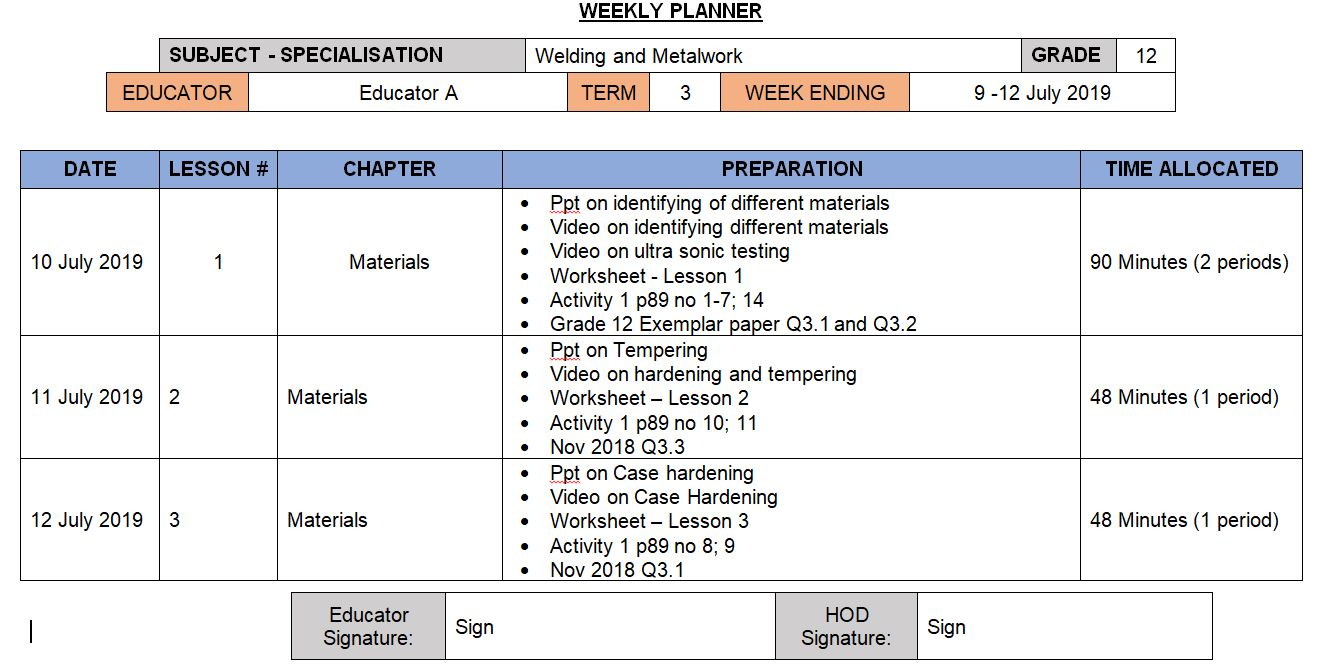 WEEKLY PLANNER
SUBJECT - SPECIALISATION Welding and Metalwork GRADE 12
EDUCATOR Educator A TERM 3 WEEK ENDING 9 -12 July 2019
DATE LESSON # CHAPTER PREPARATION TIME ALLOCATED
10 July 2019 1 Materials
• Ppt on identifying of different materials
• Video on identifying different materials
• Video on ultra sonic testing
• Worksheet - Lesson 1
• Activity 1 p89 no 1-7; 14
• Grade 12 Exemplar paper Q3.1 and Q3.2
90 Minutes (2 periods)
11 July 2019 2 Materials
• Ppt on Tempering
• Video on hardening and tempering
• Worksheet – Lesson 2
• Activity 1 p89 no 10; 11
• Nov 2018 Q3.3
48 Minutes (1 period)
12 July 2019 3 Materials
• Ppt on Case hardening
• Video on Case Hardening
• Worksheet – Lesson 3
• Activity 1 p89 no 8; 9
• Nov 2018 Q3.1
48 Minutes (1 period)
Educator
Signature:
Sign
HOD
Signature:
Sign